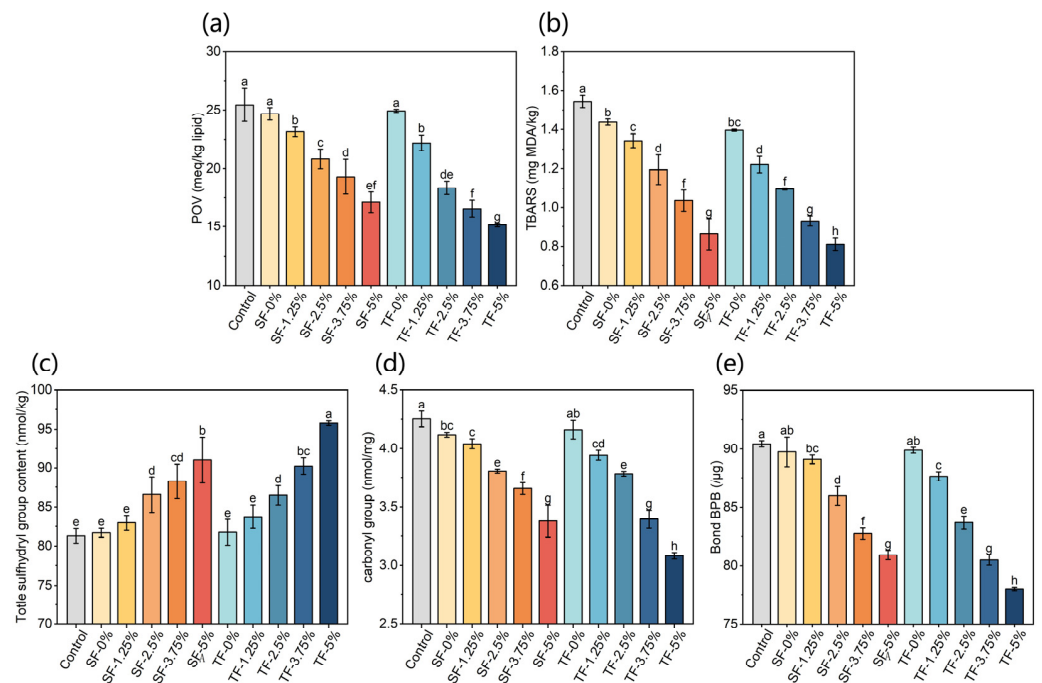 (a)
POV (meq/kg lipid)
30
25
20
15
10
a
a
b
c
d
ef
a
b
de
f
g
Control
SF-0%
SF-1.25%
SF-2.5%
SF-3.75%
SF-5%
TF-0%
TF-1.25%
TF-2.5%
TF-3.75%
TF-5%
(b)
TBARS (mg MDA/kg)
1.8
1.6
1.4
1.2
1.0
0.8
0.6
a
b
c
d
f
g
bc
d
f
g
h
Control
SF-0%
SF-1.25%
SF-2.5%
SF-3.75%
SF-5%
TF-0%
TF-1.25%
TF-2.5%
TF-3.75%
TF-5%
(c)
Totle sulfhydryl group content (nmol/kg)
100
95
90
85
80
75
70
e
e
e
d
cd
b
e
e
d
bc
a
Control
SF-0%
SF-1.25%
SF-2.5%
SF-3.75%
SF-5%
TF-0%
TF-1.25%
TF-2.5%
TF-3.75%
TF-5%
(d)
carbonyl group (nmol/mg)
4.5
4.0
3.5
3.0
2.5
a
bc
c
e
f
g
ab
cd
e
g
h
Control
SF-0%
SF-1.25%
SF-2.5%
SF-3.75%
SF-5%
TF-0%
TF-1.25%
TF-2.5%
TF-3.75%
TF-5%
(e)
Bond BPB (μg)
95
90
85
80
75
a
ab
bc
d
f
g
ab
c
e
g
h
Control
SF-0%
SF-1.25%
SF-2.5%
SF-3.75%
SF-5%
TF-0%
TF-1.25%
TF-2.5%
TF-3.75%
TF-5%